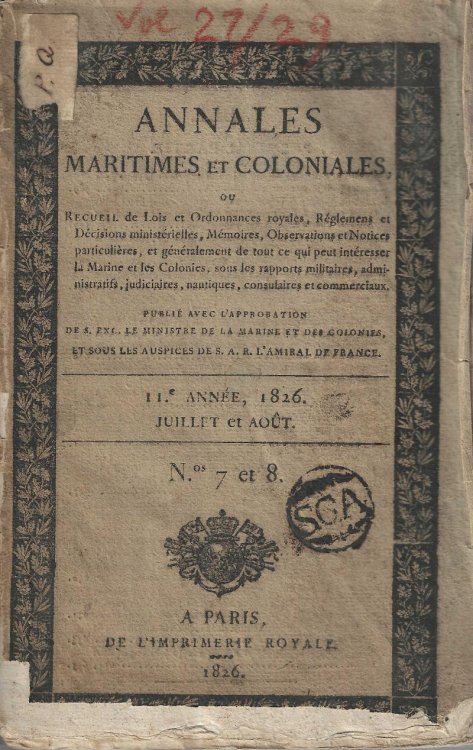 Vol 27/29
P. a
ANNALES
MARITIMES ET COLONIALES,
OU
RECUEIL de Lois et Ordonnances royales, Réglemens et
Décisions ministérielles, Mémoires, Observations et Notices
particulières, et généralement de tout ce qui peut intéresser
la Marine et les Colonies, sous les rapports militaires, admi-
nistratifs, judiciaires, nautiques, consulaires et commerciaux.
PUBLIÉ AVEC L'APPROBATION
DE S. EXC. LE MINISTRE DE LA MARINE ET DES COLONIES,
ET SOUS LES AUSPICES DE S. A. R. L'AMIRAL DE FRANCE.
11.e ANNÉE, 1826.
JUILLET et AOÛT.
N.os 7 et 8.
SGA
A PARIS,
DE L'IMPRIMERIE ROYALE.
1826.